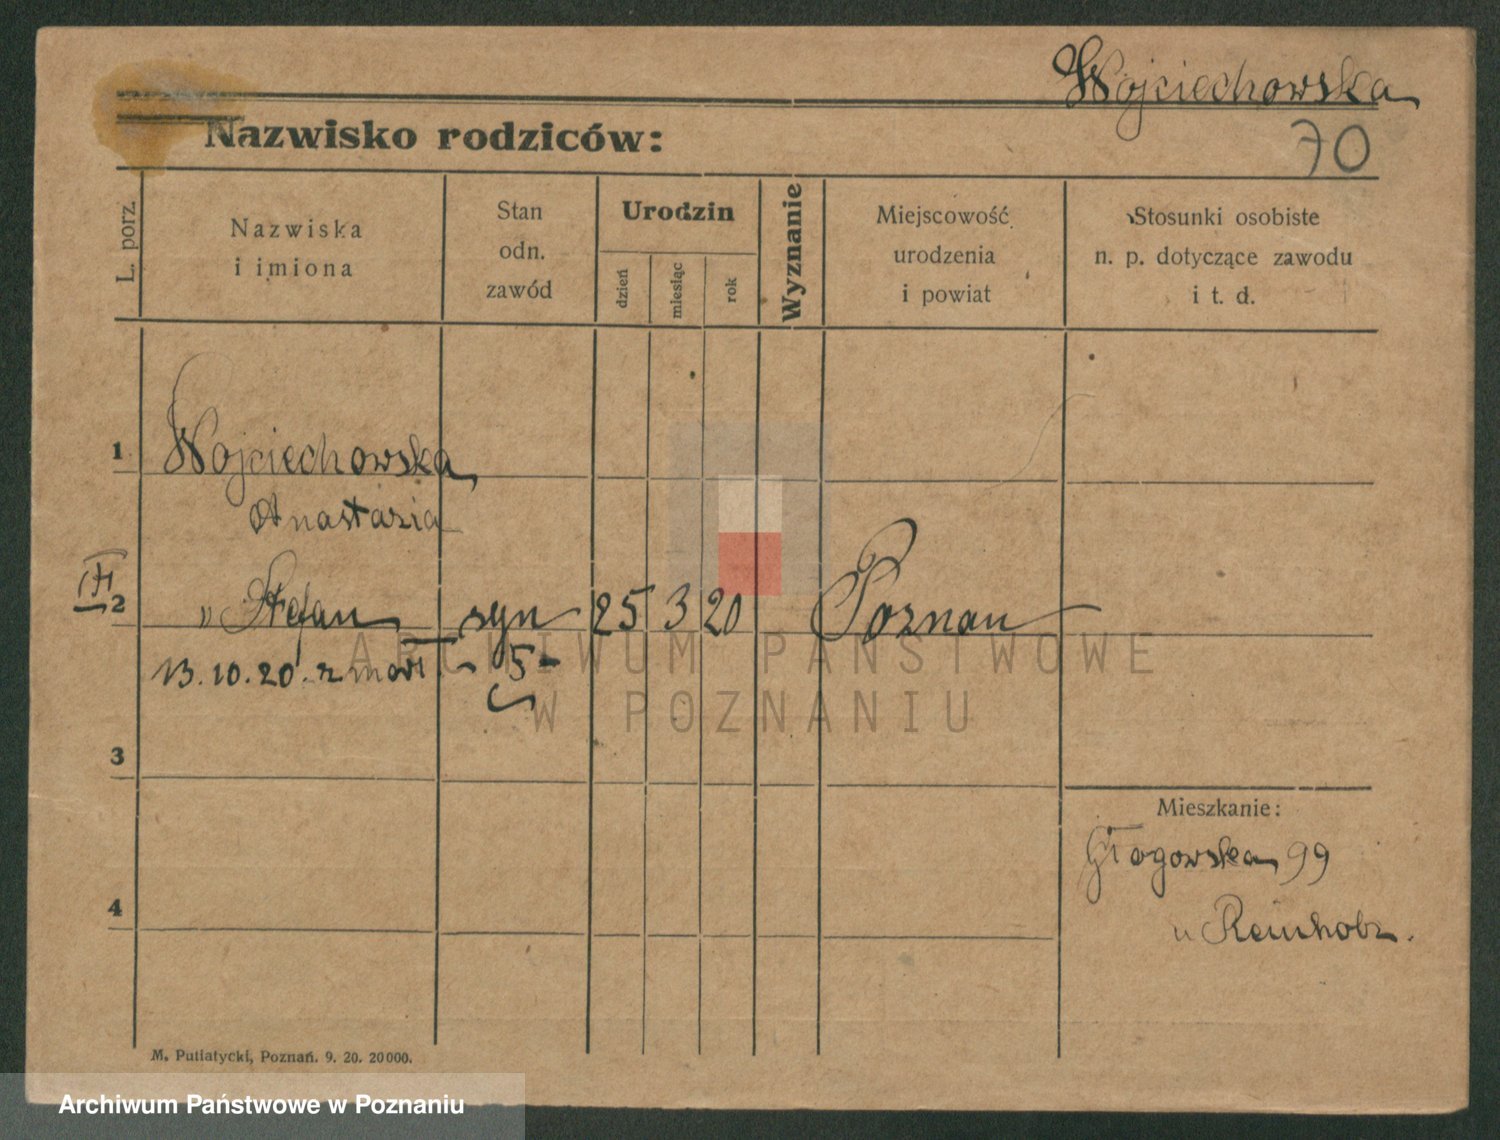 Wojciechowska
70
Nazwisko rodziców:
L. porz.
Nazwiska
i imiona
Stan
odn.
zawód
Urodzin
dzień
miesiąc
rok
Wyznanie
Miejscowość
urodzenia
i powiat
Stosunki osobiste
n. p. dotyczące zawodu
i t. d.
1 Wojciechowska
Anastazia
2 " Stefan syn 25 3 20 Poznań
13.10.20. zmarł - 5 -
3
Mieszkanie:
Głogowska 99
4
u Reinholz.
M. Putiatycki, Poznań. 9. 20. 20000.
ARCHIWUM PAŃSTWOWE
W POZNANIU
Archiwum Państwowe w Poznaniu